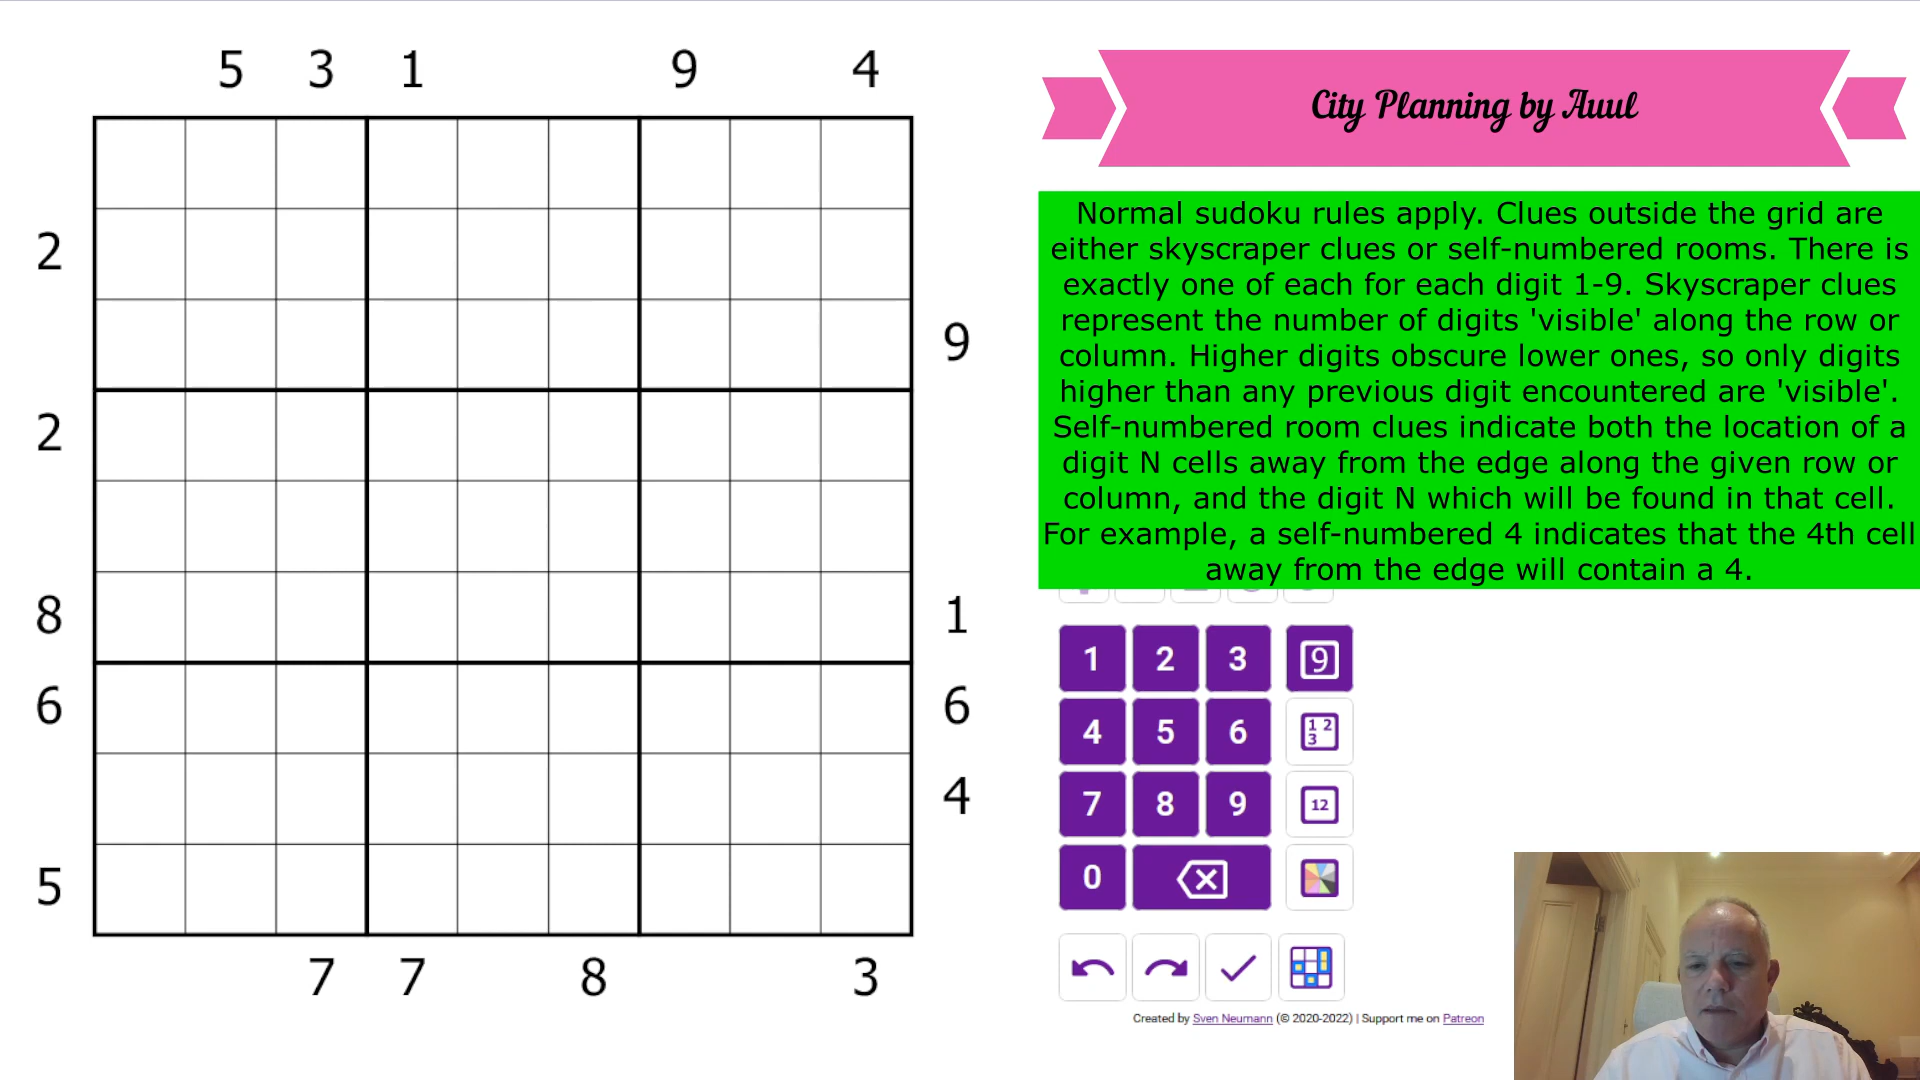 5 3 1 9 4
City Planning by Auul
Normal sudoku rules apply. Clues outside the grid are
either skyscraper clues or self-numbered rooms. There is
exactly one of each for each digit 1-9. Skyscraper clues
represent the number of digits 'visible' along the row or
column. Higher digits obscure lower ones, so only digits
higher than any previous digit encountered are 'visible'.
Self-numbered room clues indicate both the location of a
digit N cells away from the edge along the given row or
column, and the digit N which will be found in that cell.
For example, a self-numbered 4 indicates that the 4th cell
away from the edge will contain a 4.
2
9
2
8 1
6 6
4
5
7 7 8 3
1 2 3 9
4 5 6 1 2 3
7 8 9 12
0
Created by Sven Neumann (© 2020-2022) | Support me on Patreon